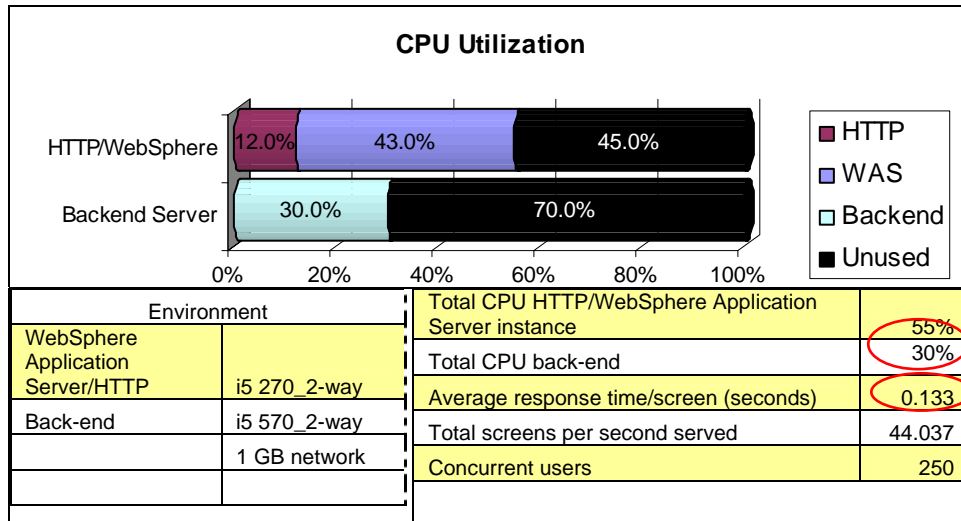 CPU Utilization
HTTP/WebSphere
12.0%
43.0%
45.0%
Backend Server
30.0%
70.0%
0%
20%
40%
60%
80%
100%
HTTP
WAS
Backend
Unused
Environment
WebSphere
Application
Server/HTTP
i5 270_2-way
Back-end
i5 570_2-way
1 GB network
Total CPU HTTP/WebSphere Application
Server instance
55%
Total CPU back-end
30%
Average response time/screen (seconds)
0.133
Total screens per second served
44.037
Concurrent users
250